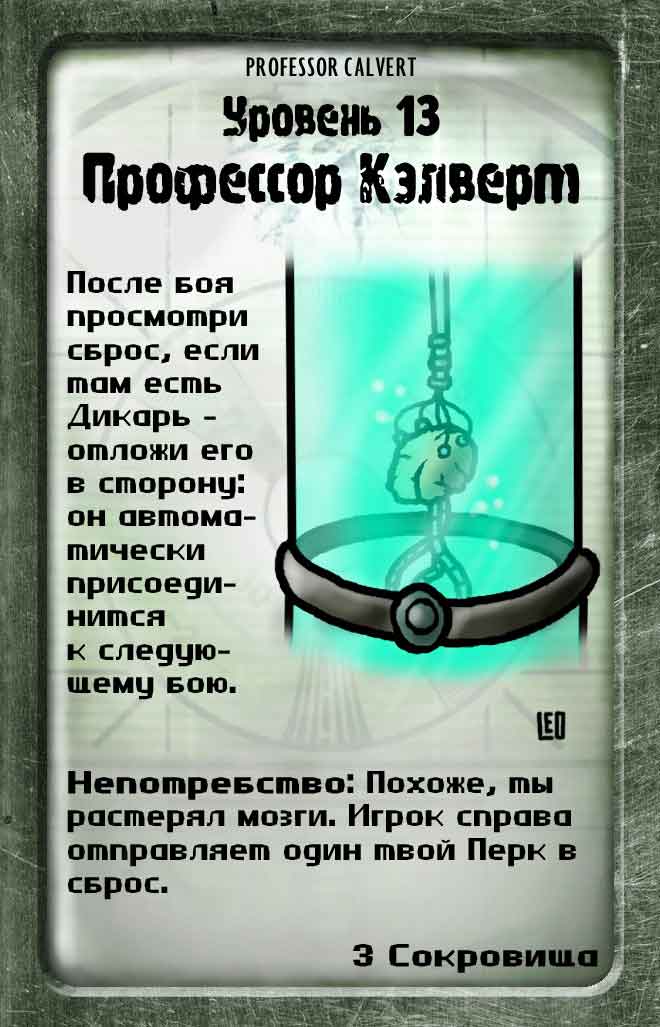 PROFESSOR CALVERT
Уровень 13
Профессор Кэлверт
После боя
просмотри
сброс, если
там есть
Дикарь -
отложи его
в сторону:
он автома-
тически
присоеди-
нится
к следую-
щему бою.
LEO
Непотребство: Похоже, ты
растерял мозги. Игрок справа
отправляет один твой Перк в
сброс.
3 Сокровища